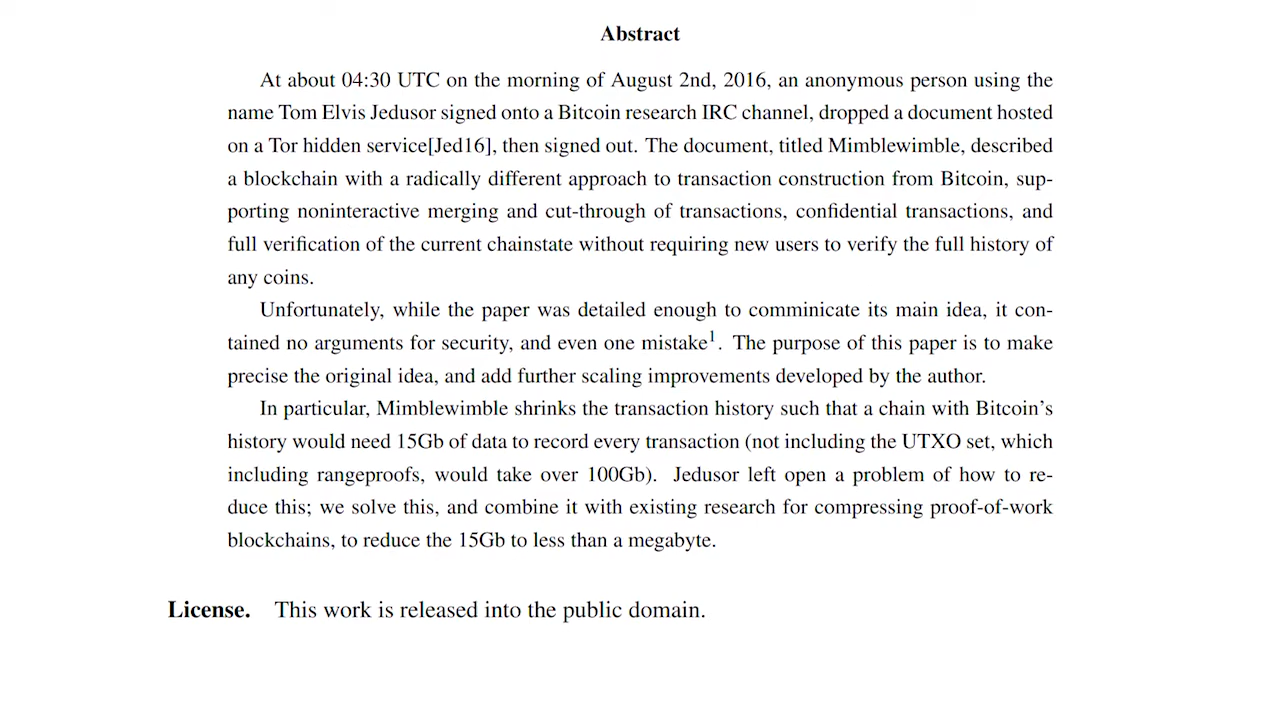 Abstract
At about 04:30 UTC on the morning of August 2nd, 2016, an anonymous person using the
name Tom Elvis Jedusor signed onto a Bitcoin research IRC channel, dropped a document hosted
on a Tor hidden service[Jed16], then signed out. The document, titled Mimblewimble, described
a blockchain with a radically different approach to transaction construction from Bitcoin, sup-
porting noninteractive merging and cut-through of transactions, confidential transactions, and
full verification of the current chainstate without requiring new users to verify the full history of
any coins.
Unfortunately, while the paper was detailed enough to comminicate its main idea, it con-
tained no arguments for security, and even one mistake1. The purpose of this paper is to make
precise the original idea, and add further scaling improvements developed by the author.
In particular, Mimblewimble shrinks the transaction history such that a chain with Bitcoin's
history would need 15Gb of data to record every transaction (not including the UTXO set, which
including rangeproofs, would take over 100Gb). Jedusor left open a problem of how to re-
duce this; we solve this, and combine it with existing research for compressing proof-of-work
blockchains, to reduce the 15Gb to less than a megabyte.
License. This work is released into the public domain.